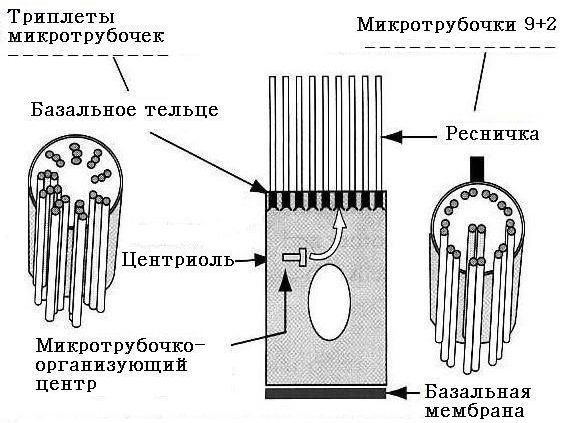 Триплеты
микротрубочек
Микротрубочки 9+2
Базальное тельце
Ресничка
Центриоль
Микротрубочко-
организующий
центр
Базальная
мембрана